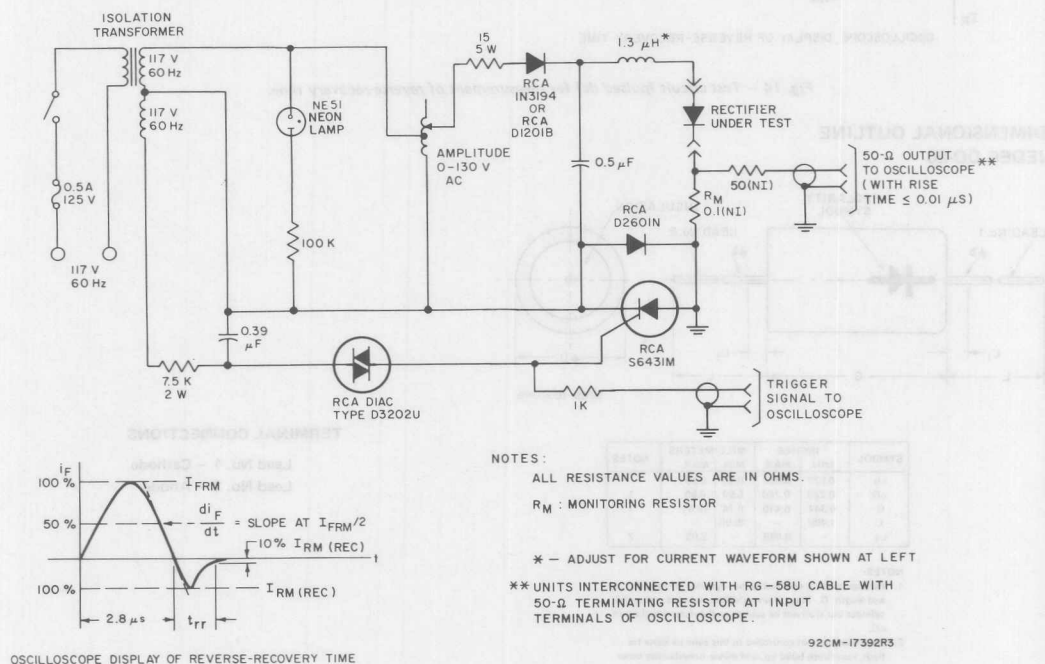 ISOLATION
TRANSFORMER
117 V
60 Hz
117 V
60 Hz
0.5 A
125 V
117 V
60 Hz
NE 51
NEON
LAMP
100 K
AMPLITUDE
0-130 V
AC
15
5 W
RCA
IN3194
OR
RCA
D1201B
1.3 μH*
RECTIFIER
UNDER TEST
0.5 μF
50(NI)
50-Ω OUTPUT
TO OSCILLOSCOPE **
(WITH RISE
TIME ≤ 0.01 μS)
RM
0.1(NI)
RCA
D2601N
0.39
μF
7.5 K
2 W
RCA DIAC
TYPE D3202U
RCA
S6431M
1K
TRIGGER
SIGNAL TO
OSCILLOSCOPE
iF
100 %
IFRM
50 %
diF
dt
= SLOPE AT IFRM/2
10% IRM (REC)
t
100 %
IRM (REC)
2.8 μs
trr
OSCILLOSCOPE DISPLAY OF REVERSE-RECOVERY TIME
NOTES:
ALL RESISTANCE VALUES ARE IN OHMS.
RM : MONITORING RESISTOR
* - ADJUST FOR CURRENT WAVEFORM SHOWN AT LEFT
** UNITS INTERCONNECTED WITH RG-58U CABLE WITH
50-Ω TERMINATING RESISTOR AT INPUT
TERMINALS OF OSCILLOSCOPE.
92CM-17392R3